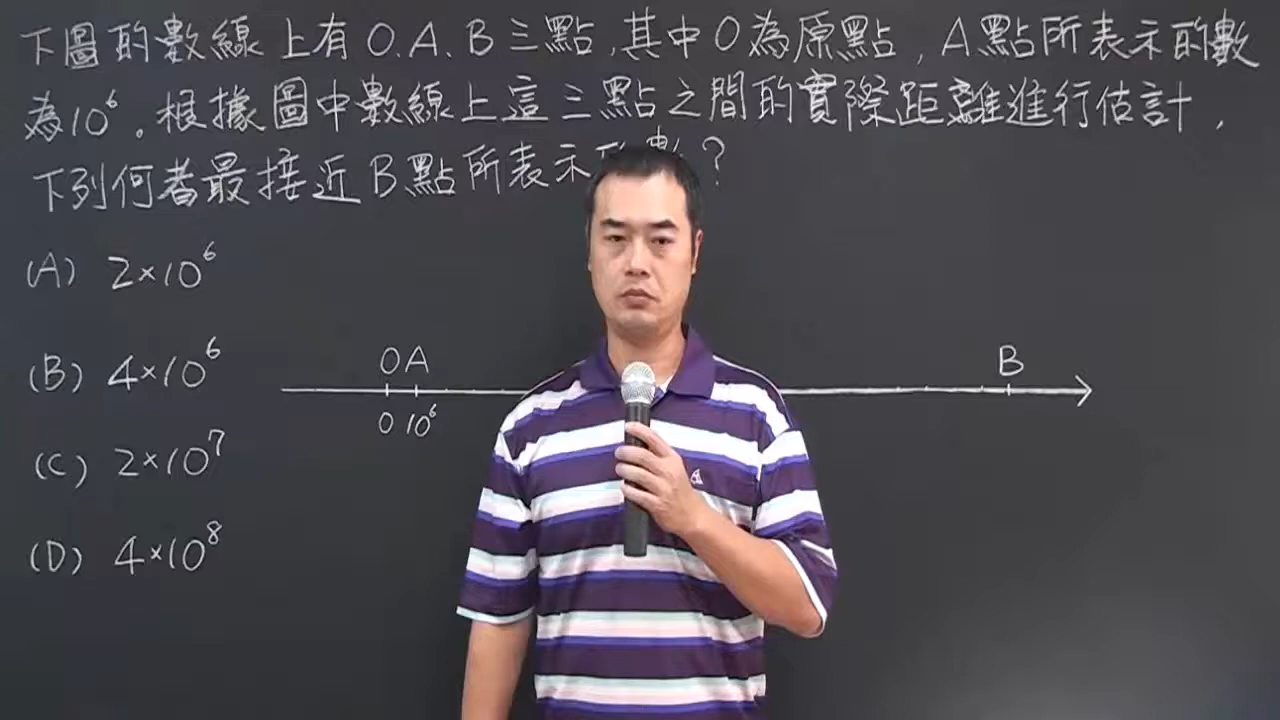 下圖的數線上有O.A.B三點,其中O為原點,A點所表示的數
為10⁶。根據圖中數線上這三點之間的實際距離進行估計,
下列何者最接近B點所表示 數?
(A) 2×10⁶
(B) 4×10⁶
(C) 2×10⁷
(D) 4×10⁸
O A B
0 10⁶